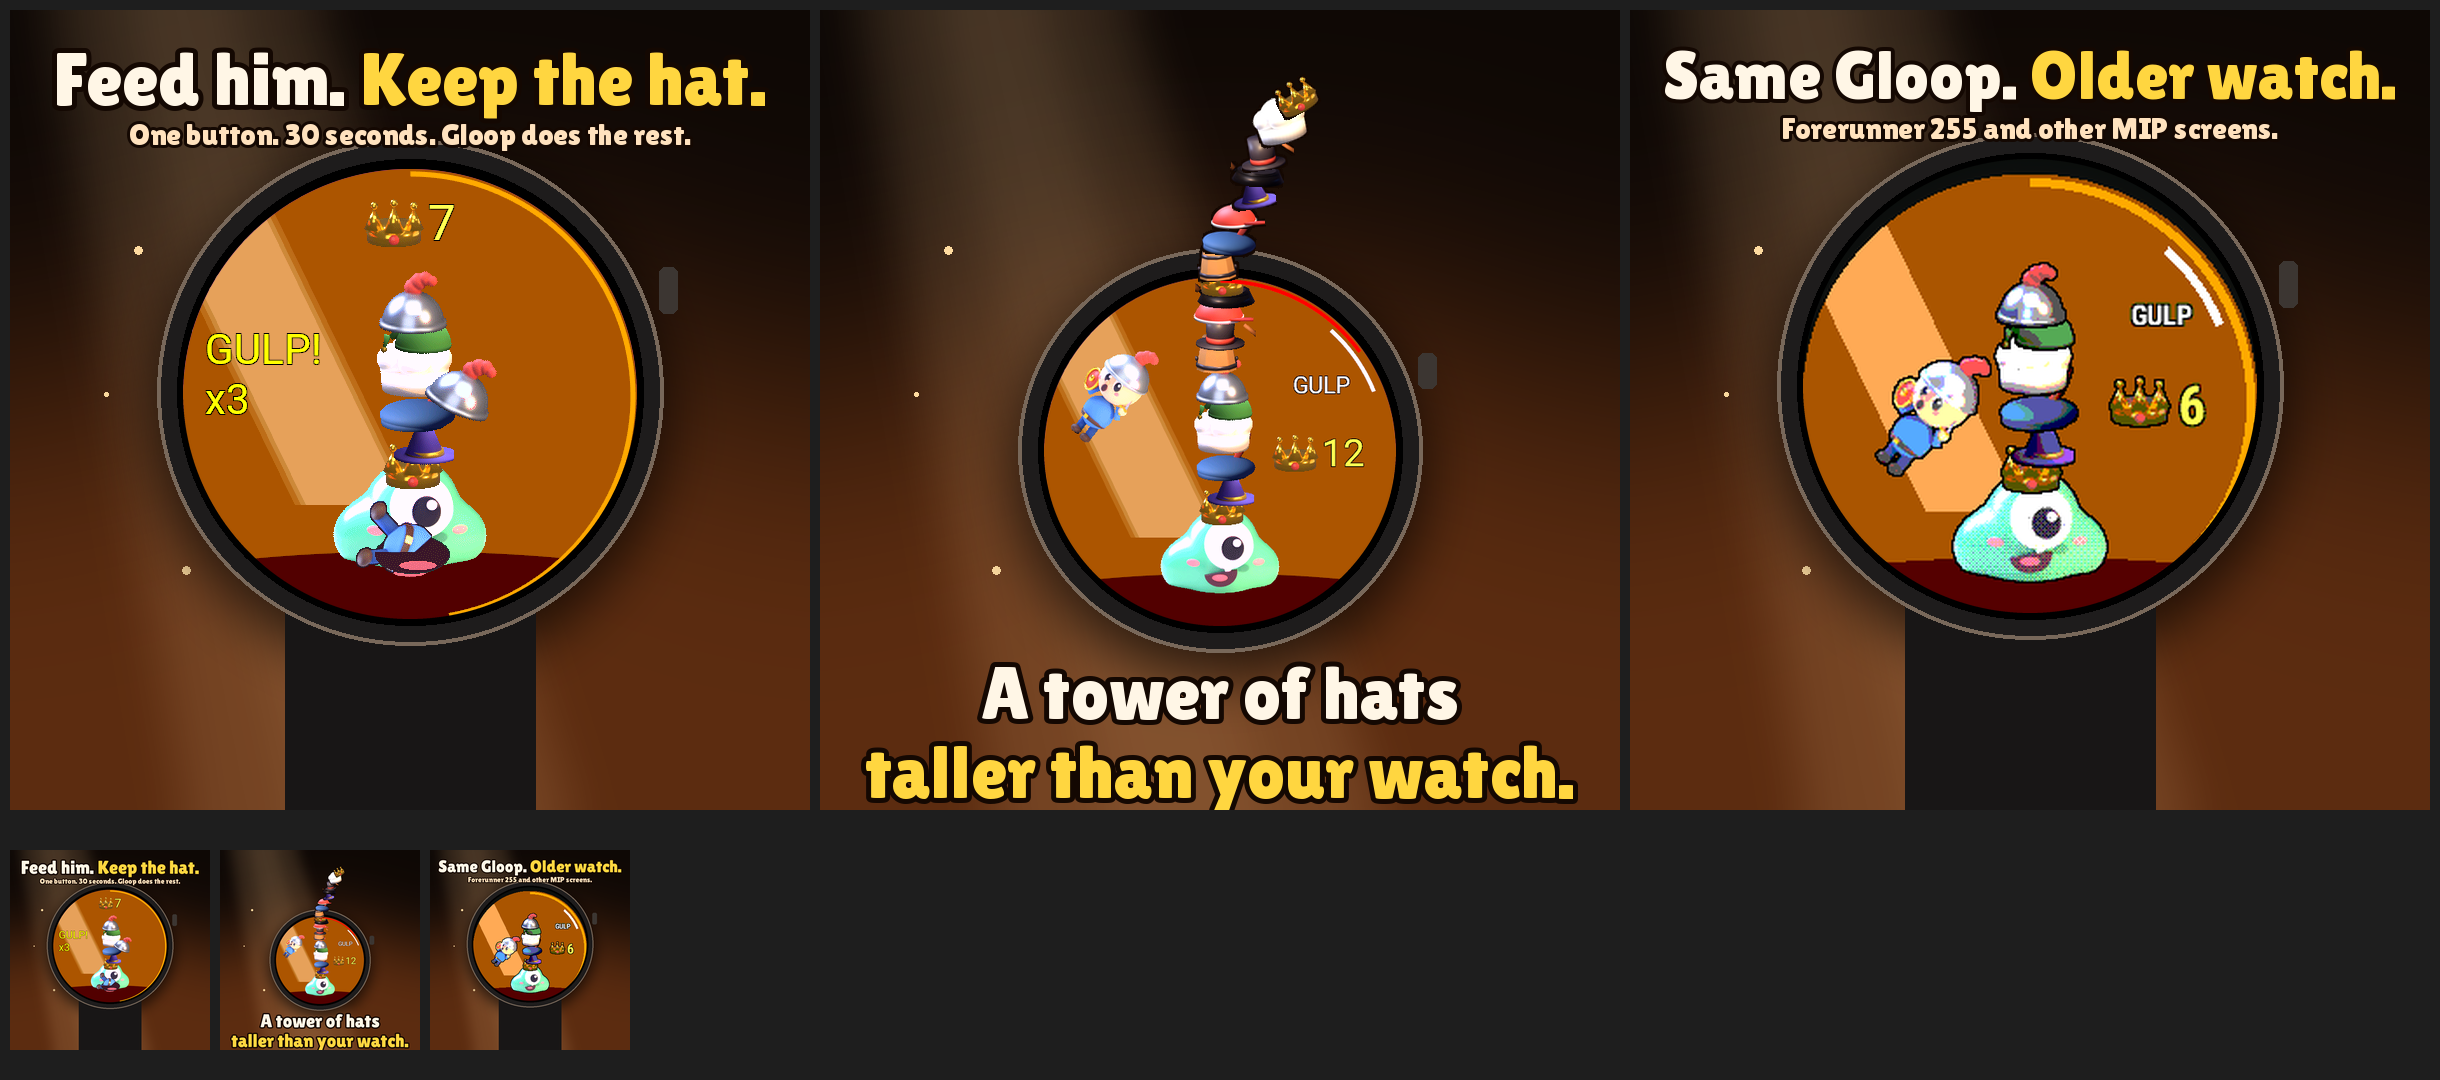 Feed him. Keep the hat.
One button. 30 seconds. Gloop does the rest.
7
GULP!
x3
GULP
12
A tower of hats
taller than your watch.
Same Gloop. Older watch.
Forerunner 255 and other MIP screens.
GULP
6
Feed him. Keep the hat.
One button. 30 seconds. Gloop does the rest.
7
GULP!
x3
GULP
12
A tower of hats
taller than your watch.
Same Gloop. Older watch.
Forerunner 255 and other MIP screens.
GULP
6